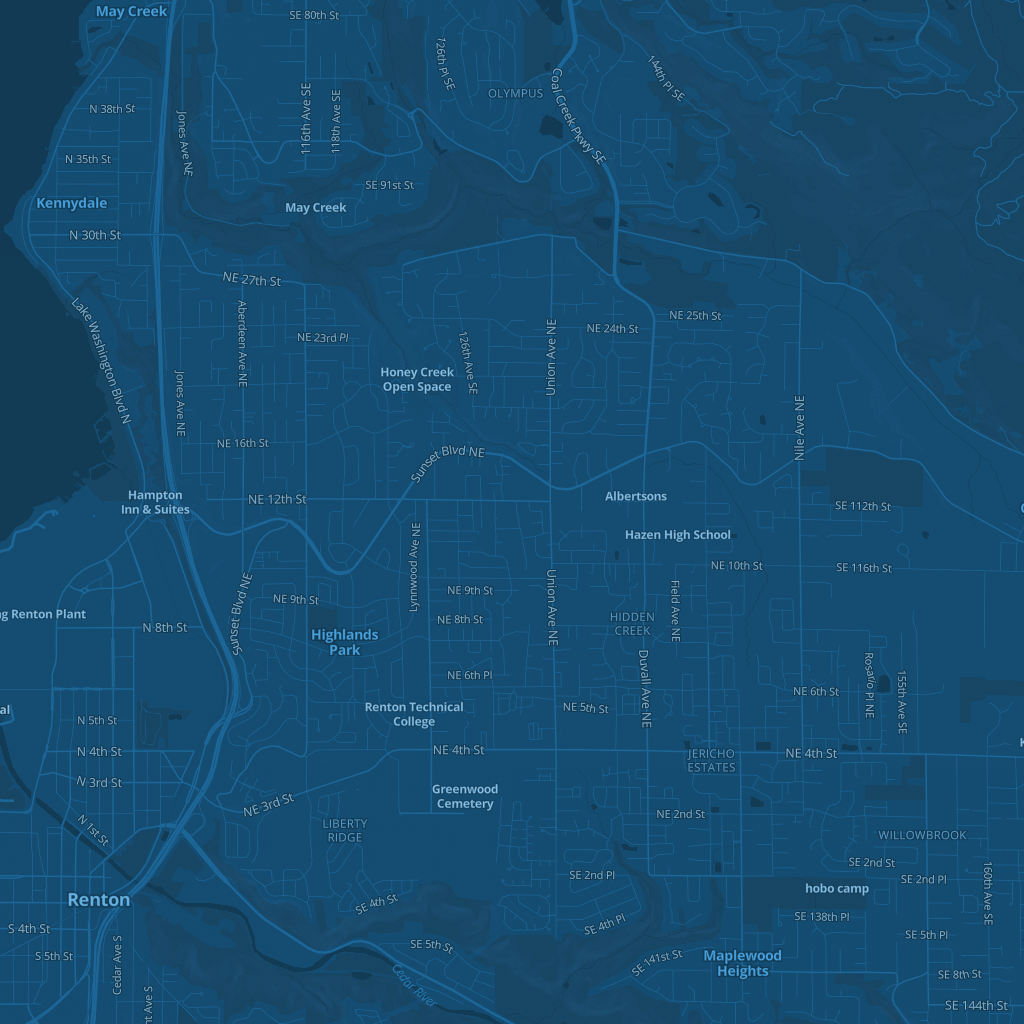 May Creek
SE 80th St
126th Pl SE
144th Pl SE
OLYMPUS
Coal Creek Pkwy SE
N 38th St
116th Ave SE
118th Ave SE
Jones Ave NE
N 35th St
SE 91st St
Kennydale
May Creek
N 30th St
NE 27th St
Lake Washington Blvd N
Aberdeen Ave NE
NE 23rd Pl
126th Ave SE
Union Ave NE
NE 24th St
NE 25th St
Honey Creek
Open Space
Jones Ave NE
Nile Ave NE
NE 16th St
Sunset Blvd NE
Hampton
Inn & Suites
NE 12th St
Albertsons
SE 112th St
Hazen High School
Lynnwood Ave NE
NE 10th St
SE 116th St
Sunset Blvd NE
NE 9th St
NE 9th St
Union Ave NE
Field Ave NE
g Renton Plant
N 8th St
NE 8th St
HIDDEN
CREEK
Highlands
Park
Duvall Ave NE
Rosario Pl NE
155th Ave SE
NE 6th Pl
NE 6th St
al
Renton Technical
College
NE 5th St
N 5th St
N 4th St
NE 4th St
JERICHO
ESTATES
NE 4th St
K
N 3rd St
Greenwood
Cemetery
NE 3rd St
NE 2nd St
N 1st St
LIBERTY
RIDGE
WILLOWBROOK
SE 2nd St
SE 2nd Pl
SE 2nd Pl
160th Ave SE
hobo camp
Renton
SE 4th St
SE 138th Pl
SE 4th Pl
S 4th St
SE 5th Pl
S 5th St
Cedar Ave S
SE 5th St
SE 141st St
Maplewood
Heights
Cedar River
SE 8th St
nt Ave S
SE 144th St